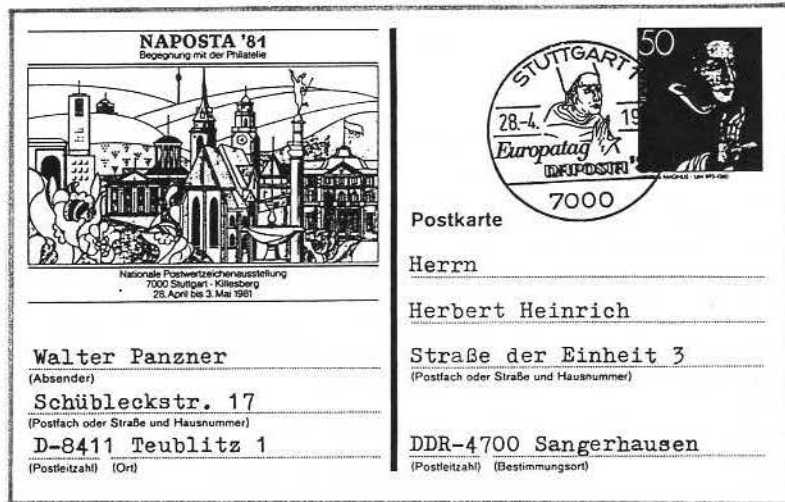 NAPOSTA '81
Begegnung mit der Philatelie
Nationale Postwertzeichenausstellung
7000 Stuttgart - Killesberg
28. April bis 3. Mai 1981
Walter Panzner
(Absender)
Schübleckstr. 17
(Postfach oder Straße und Hausnummer)
D-8411 Teublitz 1
(Postleitzahl) (Ort)
50
STUTTGART 1
28.-4. 19
Europatag
NAPOSTA '
7000
Postkarte
Herrn
Herbert Heinrich
Straße der Einheit 3
(Postfach oder Straße und Hausnummer)
DDR-4700 Sangerhausen
(Postleitzahl) (Bestimmungsort)